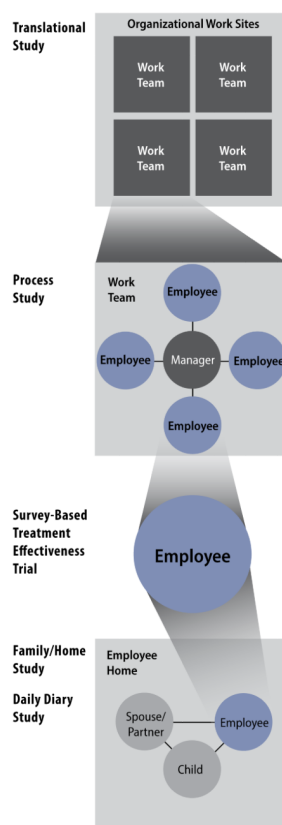 Translational
Study
Organizational Work Sites
Work
Team
Work
Team
Work
Team
Work
Team
Process
Study
Work
Team
Employee
Employee
Manager
Employee
Employee
Survey-Based
Treatment
Effectiveness
Trial
Employee
Family/Home
Study
Daily Diary
Study
Employee
Home
Spouse/
Partner
Employee
Child